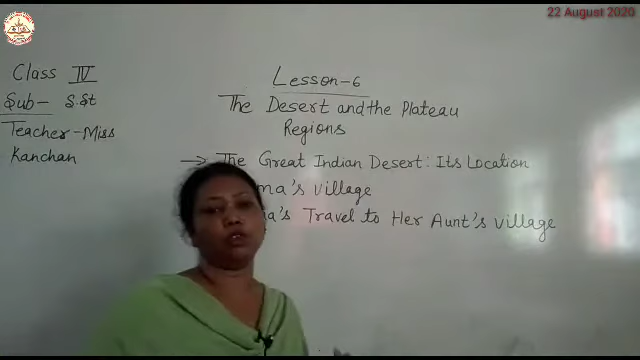 22 August 2020
Class IV
Sub- S.St
Teacher-Miss
Kanchan
Lesson-6
The Desert and the Plateau
Regions
→ The Great Indian Desert: Its Location
ma's village
a's Travel to Her Aunt's village